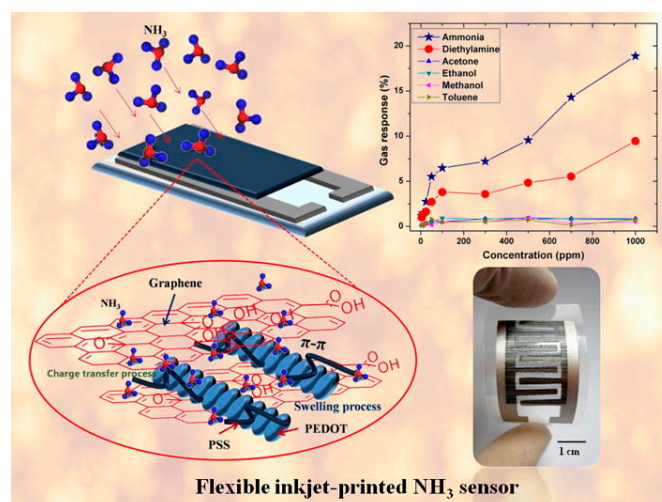 NH₃
Ammonia
Diethylamine
Acetone
Ethanol
Methanol
Toluene
Gas response (%)
20
15
10
5
0
0 200 400 600 800 1000
Concentration (ppm)
NH₃
Graphene
O
OH
OH
OH
OH
O
OH
O
OH
O
π-π
Charge transfer process
Swelling process
PSS
PEDOT
1 cm
Flexible inkjet-printed NH₃ sensor